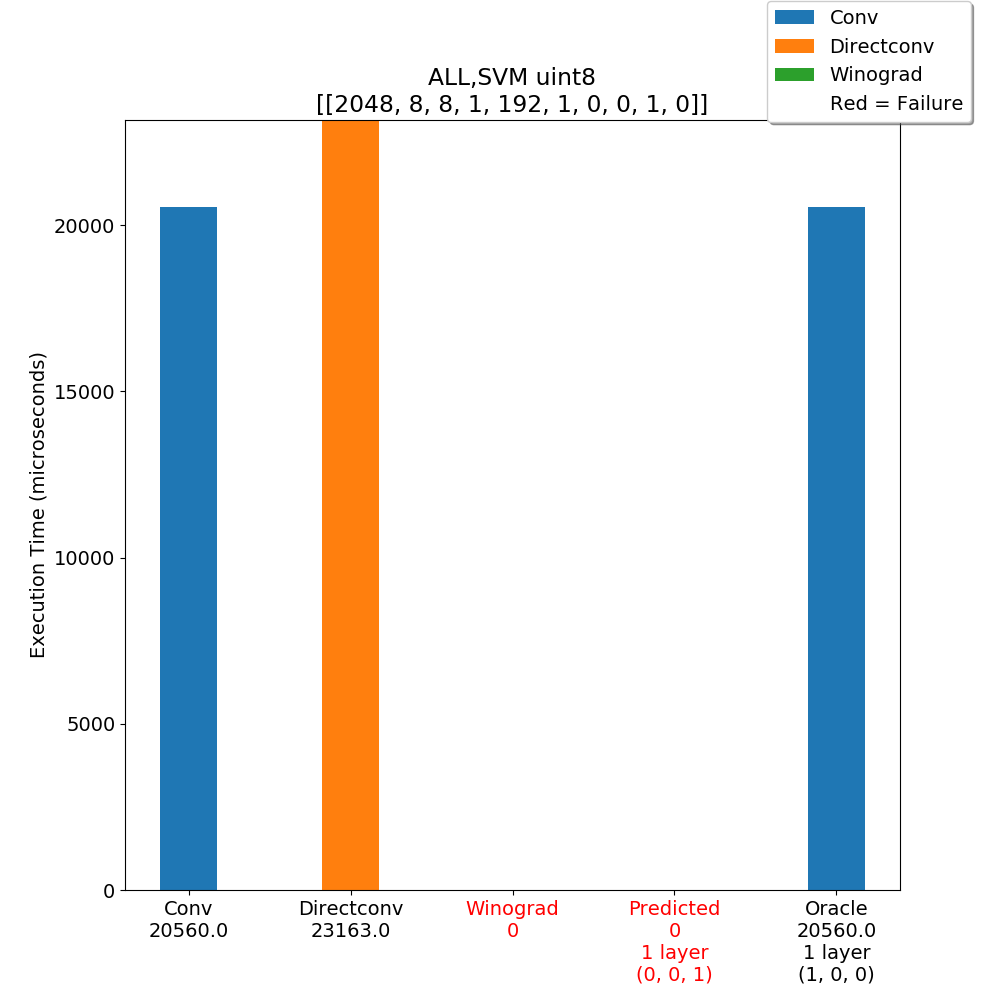 Conv
Directconv
Winograd
Red = Failure
ALL,SVM uint8
[[2048, 8, 8, 1, 192, 1, 0, 0, 1, 0]]
Execution Time (microseconds)
20000
15000
10000
5000
0
Conv
20560.0
Directconv
23163.0
Winograd
0
Predicted
0
1 layer
(0, 0, 1)
Oracle
20560.0
1 layer
(1, 0, 0)